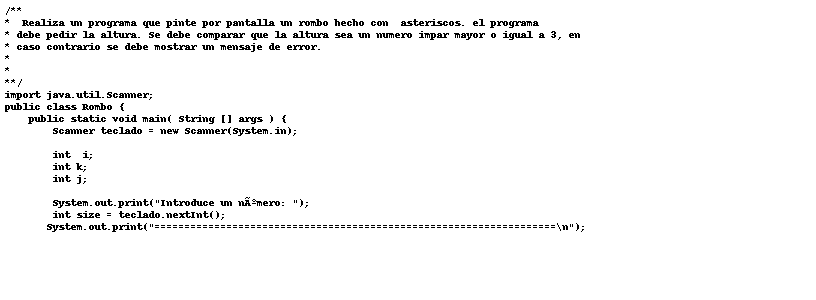 /**
*  Realiza un programa que pinte por pantalla un rombo hecho con  asteriscos. el programa
* debe pedir la altura. Se debe comparar que la altura sea un numero impar mayor o igual a 3, en
* caso contrario se debe mostrar un mensaje de error.
*
*
**/
import java.util.Scanner;
public class Rombo {
    public static void main( String [] args ) {
        Scanner teclado = new Scanner(System.in);
        int  i;
        int k;
        int j;
        System.out.print("Introduce un nÃºmero: ");
        int size = teclado.nextInt();
       System.out.print("===================================================================\n");